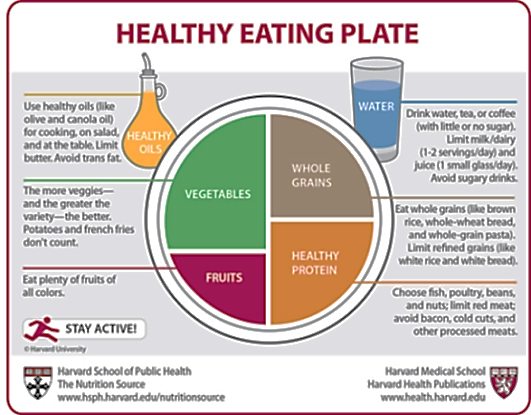 HEALTHY EATING PLATE
Use healthy oils (like
olive and canola oil)
for cooking, on salad,
and at the table. Limit
butter. Avoid trans fat.
HEALTHY
OILS
WATER
Drink water, tea, or coffee
(with little or no sugar).
Limit milk/dairy
(1-2 servings/day) and
juice (1 small glass/day).
Avoid sugary drinks.
The more veggies—
and the greater the
variety—the better.
Potatoes and french fries
don't count.
VEGETABLES
WHOLE
GRAINS
Eat whole grains (like brown
rice, whole-wheat bread,
and whole-grain pasta).
Limit refined grains (like
white rice and white bread).
Eat plenty of fruits of
all colors.
FRUITS
HEALTHY
PROTEIN
Choose fish, poultry, beans,
and nuts; limit red meat;
avoid bacon, cold cuts, and
other processed meats.
STAY ACTIVE!
© Harvard University
Harvard School of Public Health
The Nutrition Source
www.hsph.harvard.edu/nutritionsource
Harvard Medical School
Harvard Health Publications
www.health.harvard.edu